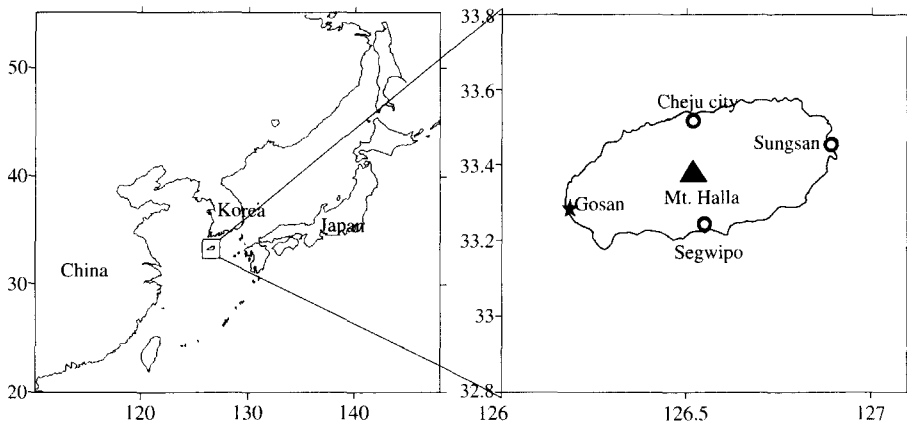 50
40
30
20
120
130
140
China
Korea
Japan
33.8
33.6
33.4
33.2
33
32.8
126
126.5
127
Cheju city
Sungsan
Mt. Halla
Gosan
Segwipo